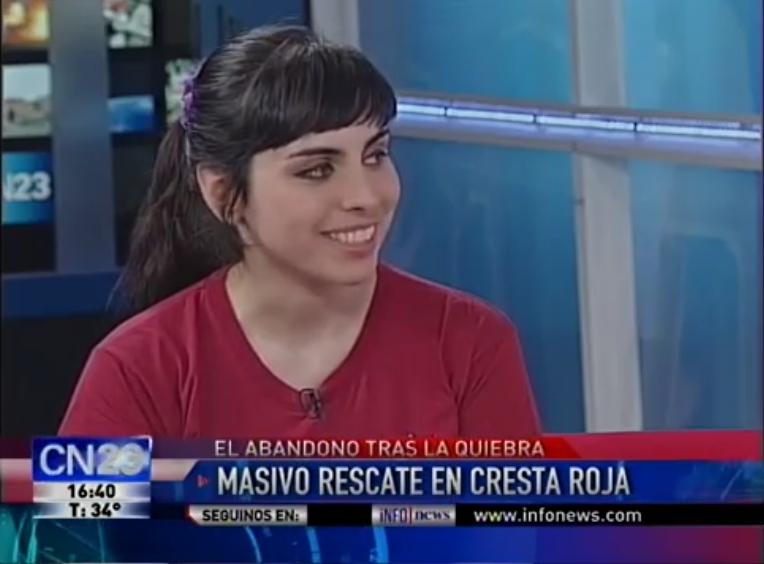 N23
EL ABANDONO TRAS LA QUIEBRA
CN23
MASIVO RESCATE EN CRESTA ROJA
16:40
T: 34°
SEGUINOS EN: INFO news www.infonews.com